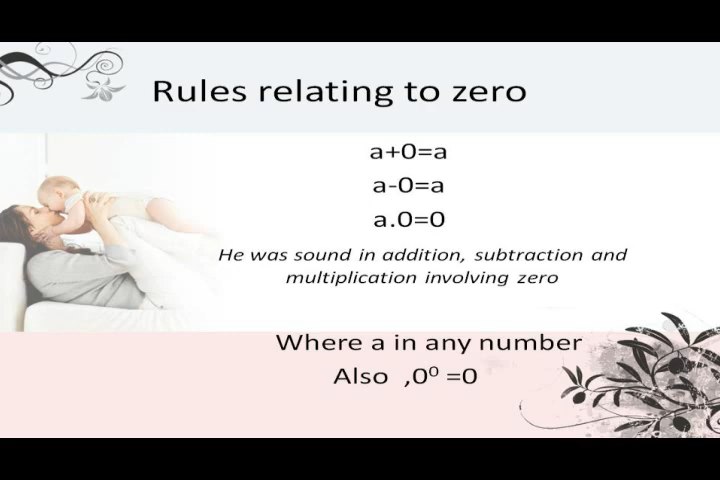 Rules relating to zero
a+0=a
a-0=a
a.0=0
He was sound in addition, subtraction and
multiplication involving zero
Where a in any number
Also ,0⁰ =0